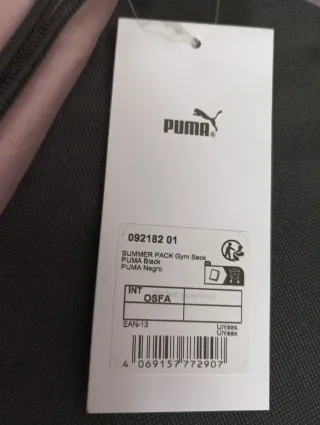 PUMA®
092182 01
SUMMER PACK Gym Sack
PUMA Black
PUMA Negro
INT
OSFA
EAN-13
Unisex
Unisex
4 069157 772907